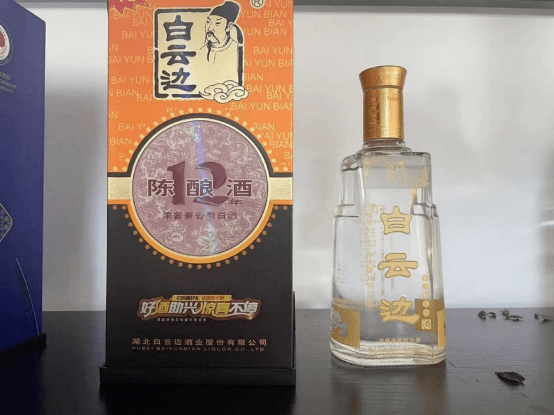 白云边
BAI YUN BIAN
陈酿酒
12年
浓酱兼香型白酒
好酒助兴 惊喜不停
湖北白云边酒业股份有限公司
HUBEI BAIYUNBIAN LIQUOR CO.,LTD
白云边